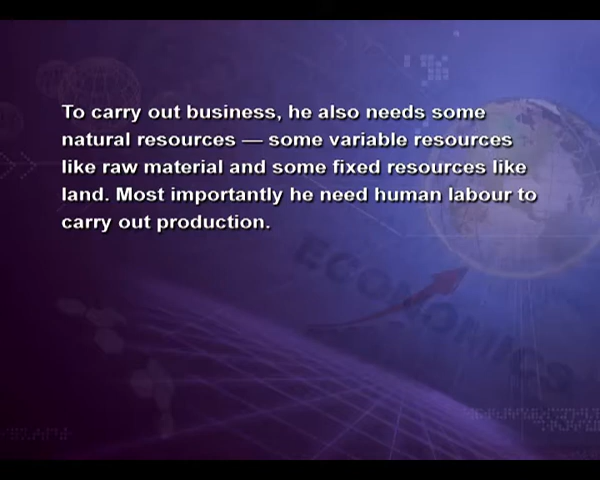 To carry out business, he also needs some
natural resources — some variable resources
like raw material and some fixed resources like
land. Most importantly he need human labour to
carry out production.
ECONOMICS